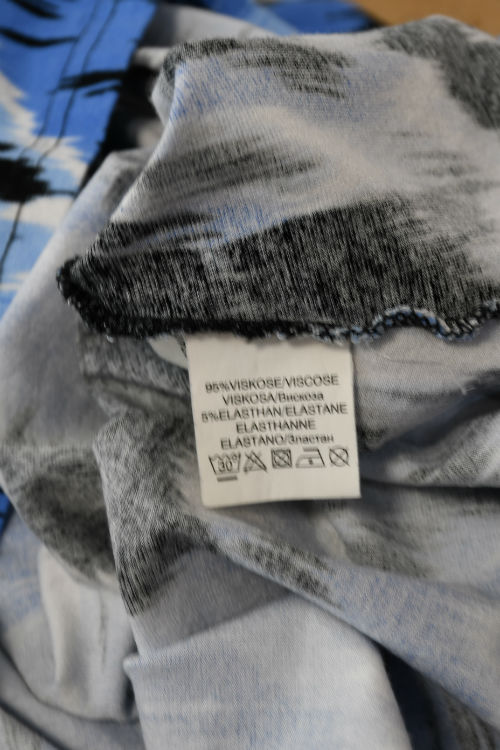 95%VISKOSE/VISCOSE
VISKOSA/Вискоза
5%ELASTHAN/ELASTANE
ELASTHANNE
ELASTANO/Эластан
30°